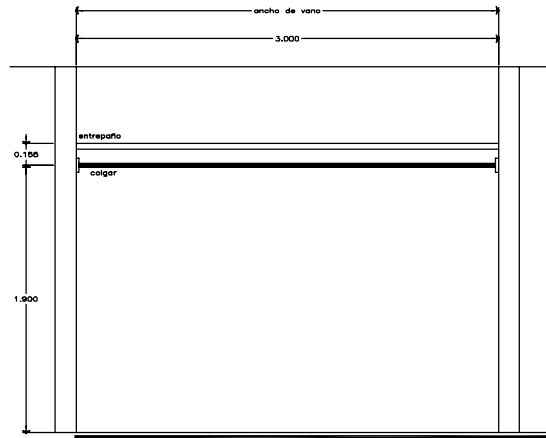 ancho de vano
3.000
entrepaño
0.156
colgar
1.900